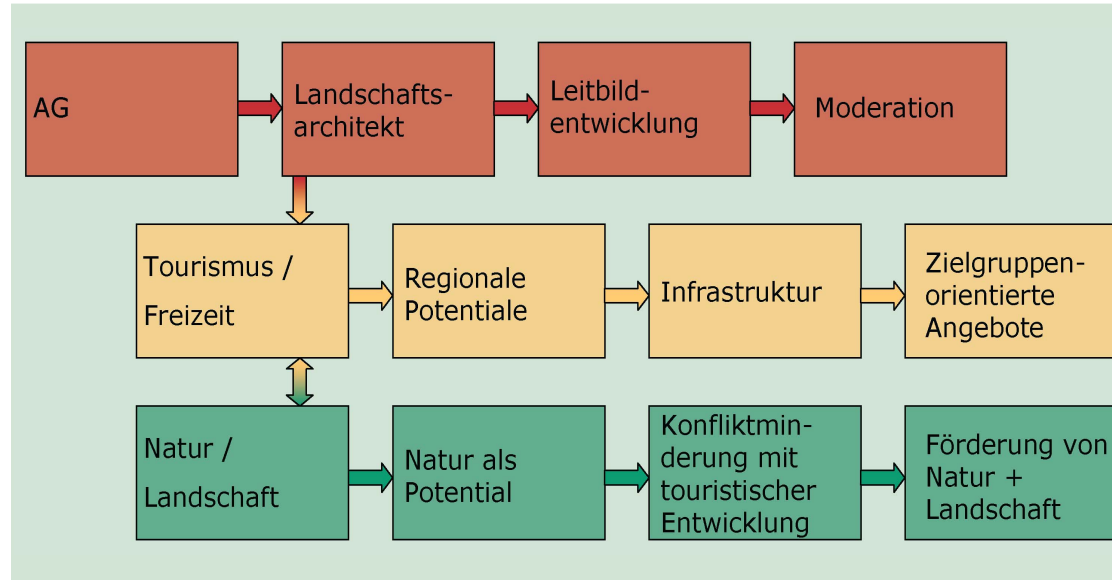 AG
Landschafts-
architekt
Leitbild-
entwicklung
Moderation
Tourismus /
Freizeit
Regionale
Potentiale
Infrastruktur
Zielgruppen-
orientierte
Angebote
Natur /
Landschaft
Natur als
Potential
Konfliktmin-
derung mit
touristischer
Entwicklung
Förderung von
Natur +
Landschaft